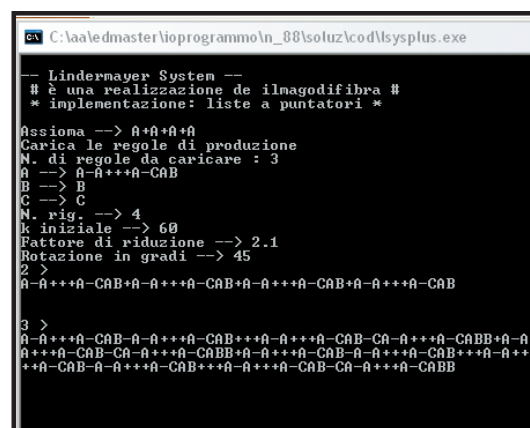 C:\aa\edmaster\ioprogrammo\n_88\soluz\cod\lsysplus.exe
-- Lindermayer System --
# è una realizzazione de ilmagodifibra #
* implementazione: liste a puntatori *
Assioma --> A+A+A+A
Carica le regole di produzione
N. di regole da caricare : 3
A --> A-A+++A-CAB
B --> B
C --> C
N. rig. --> 4
k iniziale --> 60
Fattore di riduzione --> 2.1
Rotazione in gradi --> 45
2 >
A-A+++A-CAB+A-A+++A-CAB+A-A+++A-CAB+A-A+++A-CAB
3 >
A-A+++A-CAB-A-A+++A-CAB+++A-A+++A-CAB-CA-A+++A-CABB+A-A
A+++A-CAB-CA-A+++A-CABB+A-A+++A-CAB-A-A+++A-CAB+++A-A++
++A-CAB-A-A+++A-CAB+++A-A+++A-CAB-CA-A+++A-CABB